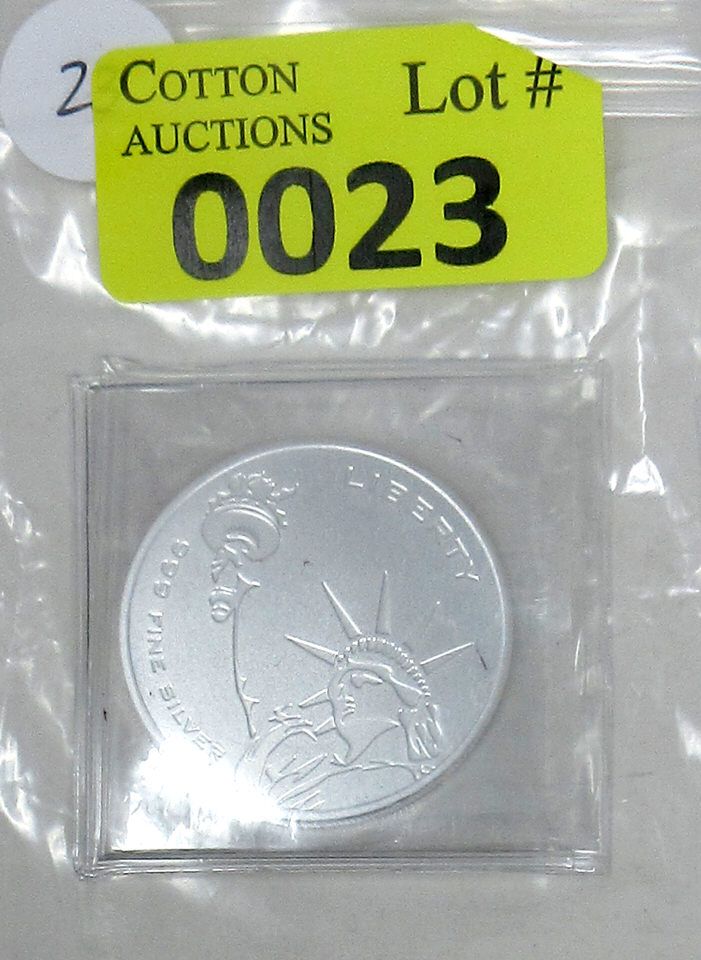 2
COTTON Lot #
AUCTIONS
0023
LIBERTY
999 FINE SILVER